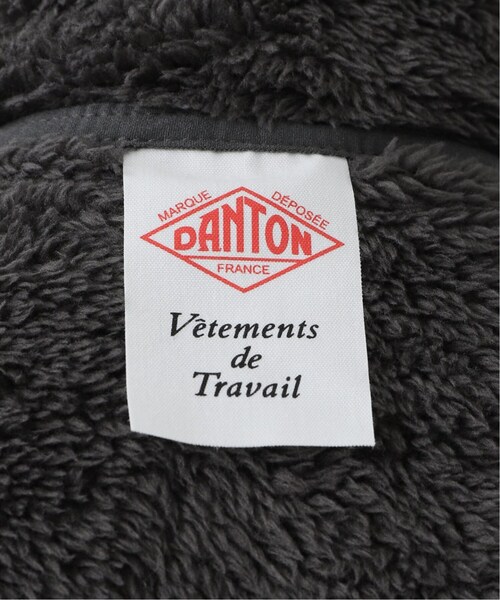 MARQUE DÉPOSÉE
DANTON
FRANCE
Vêtements
de
Travail